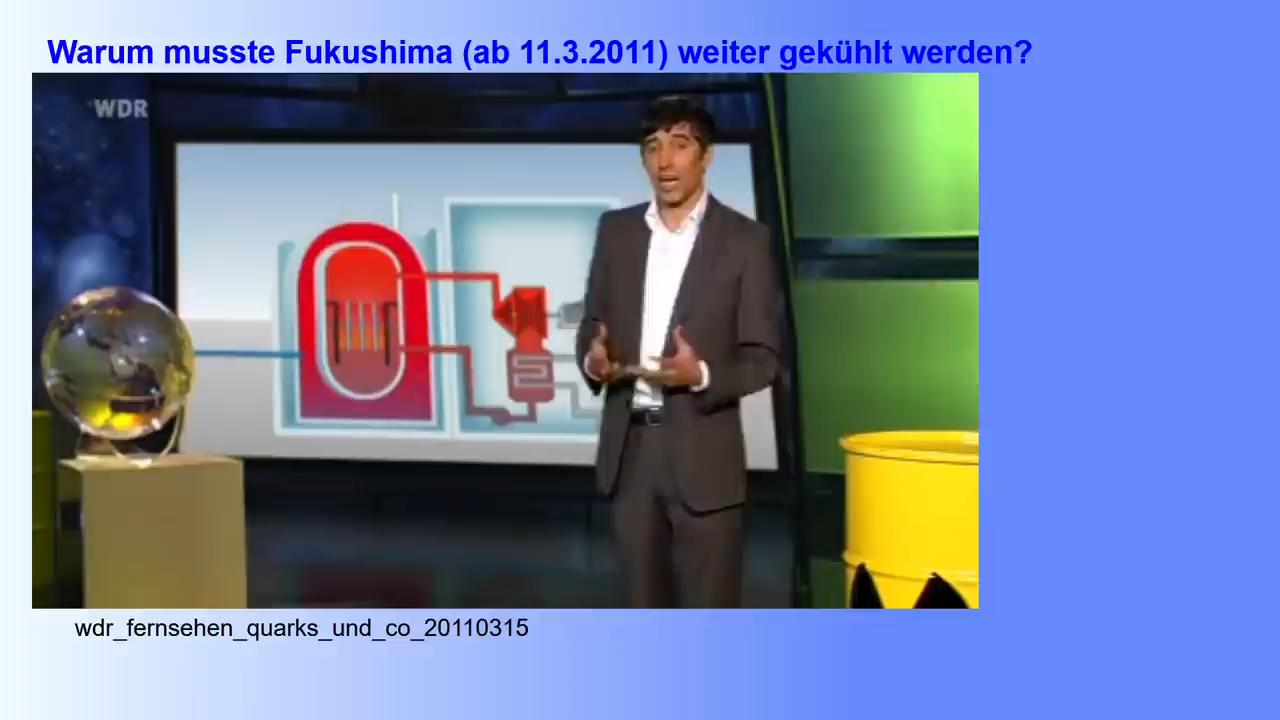 Warum musste Fukushima (ab 11.3.2011) weiter gekühlt werden?
WDR
wdr_fernsehen_quarks_und_co_20110315